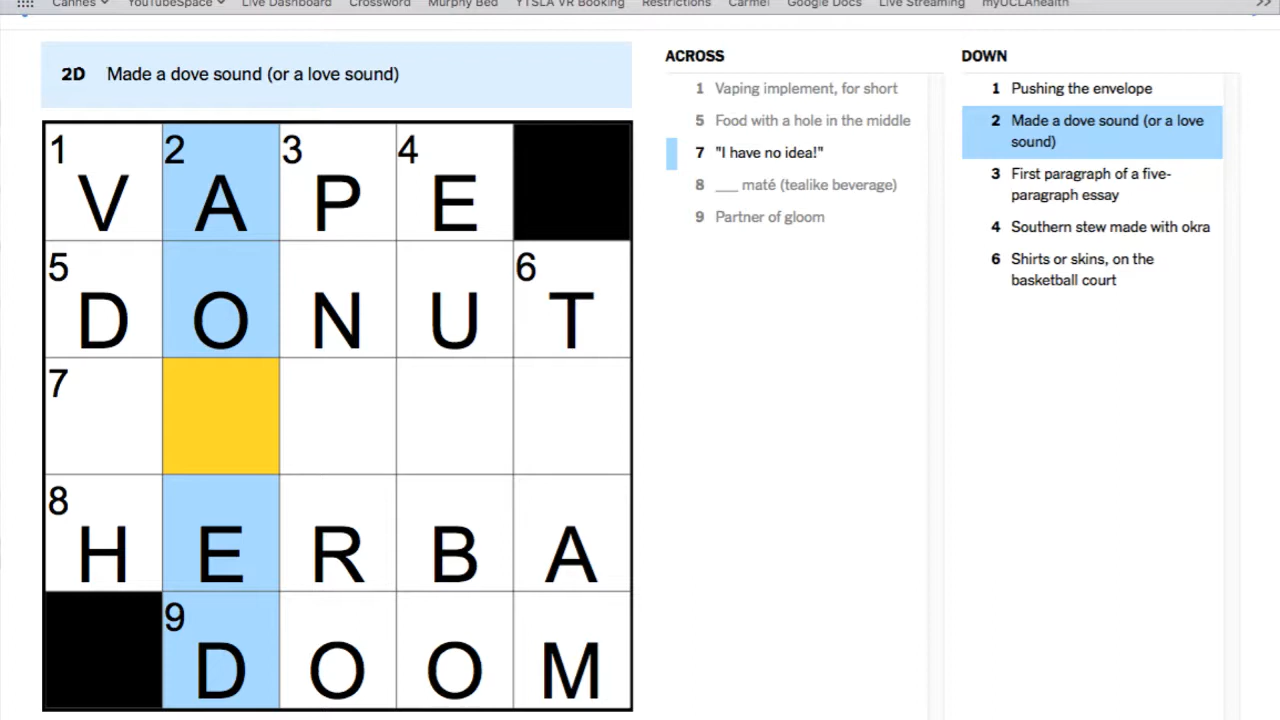 Cannes YouTubeSpace Live Dashboard Crossword Murphy Bed YTSLA VR Booking Restrictions Carmel Google Docs Live Streaming myUCLAhealth >>
2D Made a dove sound (or a love sound)
1 2 3 4
V A P E
5 6
D O N U T
7
8
H E R B A
9
D O O M
ACROSS
1 Vaping implement, for short
5 Food with a hole in the middle
7 "I have no idea!"
8 ___ maté (tealike beverage)
9 Partner of gloom
DOWN
1 Pushing the envelope
2 Made a dove sound (or a love
sound)
3 First paragraph of a five-
paragraph essay
4 Southern stew made with okra
6 Shirts or skins, on the
basketball court